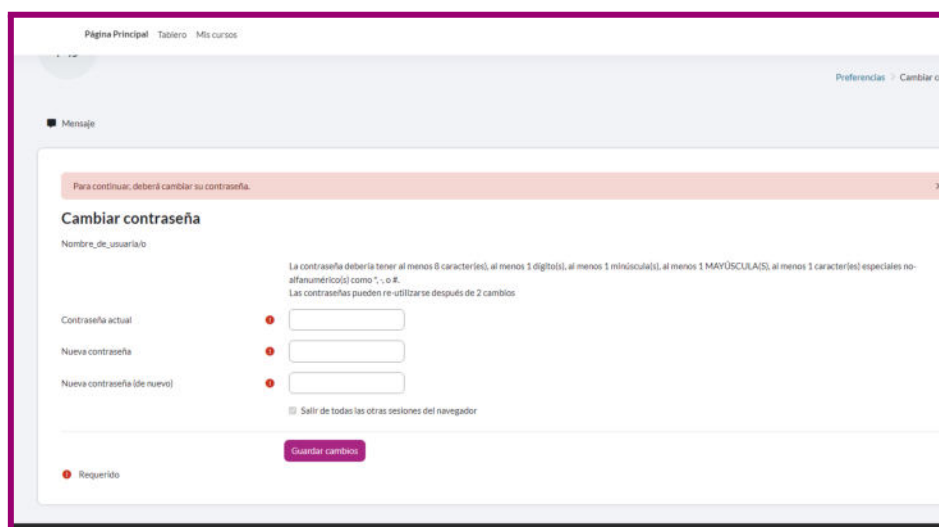 Página Principal Tablero Mis cursos
Preferencias Cambiar c
Mensaje
Para continuar, deberá cambiar su contraseña.
Cambiar contraseña
Nombre_de_usuaria/o
La contraseña debería tener al menos 8 caracter(es), al menos 1 dígito(s), al menos 1 minúscula(s), al menos 1 MAYÚSCULA(S), al menos 1 caracter(es) especiales no-
alfanumérico(s) como *, -, o #.
Las contraseñas pueden re-utilizarse después de 2 cambios
Contraseña actual
Nueva contraseña
Nueva contraseña (de nuevo)
Salir de todas las otras sesiones del navegador
Guardar cambios
Requerido